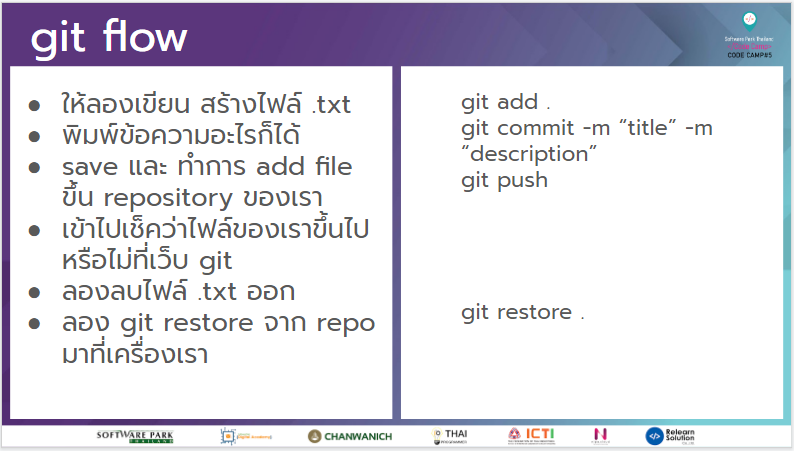 git flow
Software Park Thailand
CODE CAMP#5
● ให้ลองเขียน สร้างไฟล์ .txt
● พิมพ์ข้อความอะไรก็ได้
● save และ ทำการ add file
ขึ้น repository ของเรา
● เข้าไปเช็คว่าไฟล์ของเราขึ้นไป
หรือไม่ที่เว็บ git
● ลองลบไฟล์ .txt ออก
● ลอง git restore จาก repo
มาที่เครื่องเรา
git add .
git commit -m “title” -m
“description”
git push
git restore .
SOFTWARE PARK
THAILAND
CHANWANICH
THAI
PROGRAMMER
ICTI
Relearn
Solution